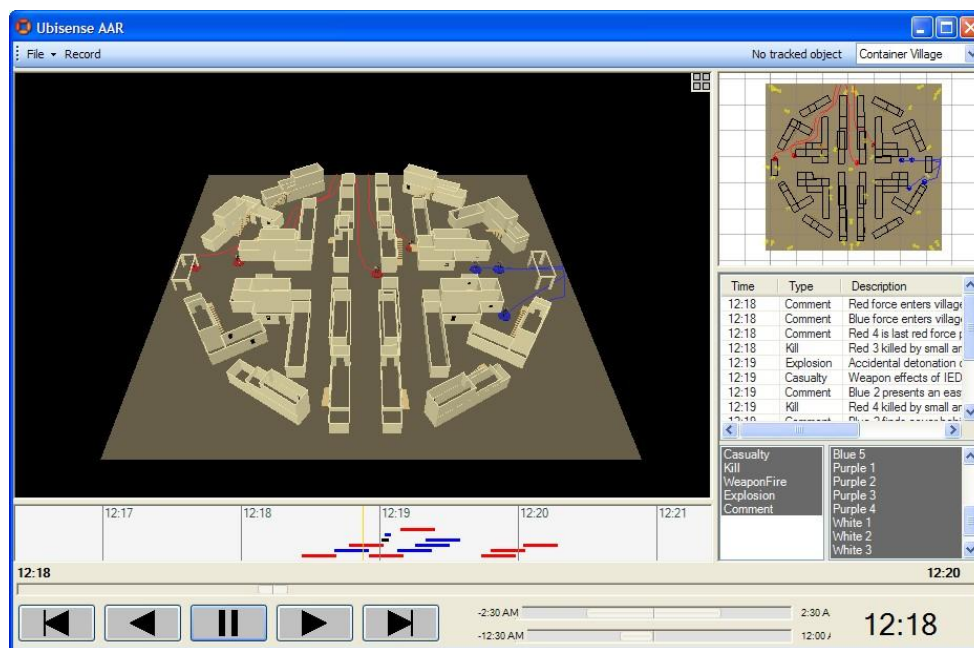 Ubisense AAR
File Record No tracked object Container Village
Time Type Description
12:18 Comment Red force enters village
12:18 Comment Blue force enters villag
12:18 Comment Red 4 is last red force p
12:18 Kill Red 3 killed by small ar
12:19 Explosion Accidental detonation o
12:19 Casualty Weapon effects of IED
12:19 Comment Blue 2 presents an eas
12:19 Kill Red 4 killed by small ar
12:19 Comment
Casualty
Kill
WeaponFire
Explosion
Comment
Blue 5
Purple 1
Purple 2
Purple 3
Purple 4
White 1
White 2
White 3
12:17 12:18 12:19 12:20 12:21
12:18 12:20
-2:30 AM 2:30 A
-12:30 AM 12:00
12:18